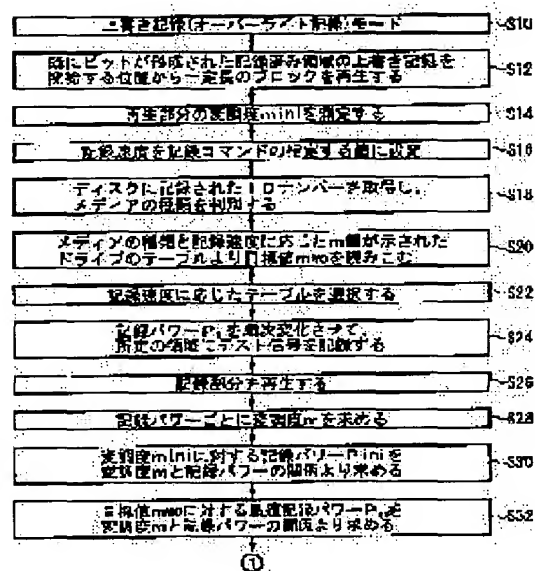 上書き記録(オーバーライト記録)モード
S10
既にピットが形成された記録済み領域の上書き記録を
開始する位置から一定長のブロックを再生する
S12
再生部分の変調度miniを測定する
S14
記録速度を記録コマンドの指定する値に設定
S16
ディスクに記録されたIDナンバーを取得し、
メディアの種類を判別する
S18
メディアの種類と記録速度に応じたm値が示された
ドライブのテーブルより目標値mwoを読みこむ
S20
記録速度に応じたテーブルを選択する
S22
記録パワーPを順次変化させて、
所定の領域にテスト信号を記録する
S24
記録部分を再生する
S26
記録パワーごとに変調度mを求める
S28
変調度miniに対する記録パワーPiniを
変調度mと記録パワーの関係より求める
S30
目標値mwoに対する最適記録パワーPを
変調度mと記録パワーの関係より求める
S32
①